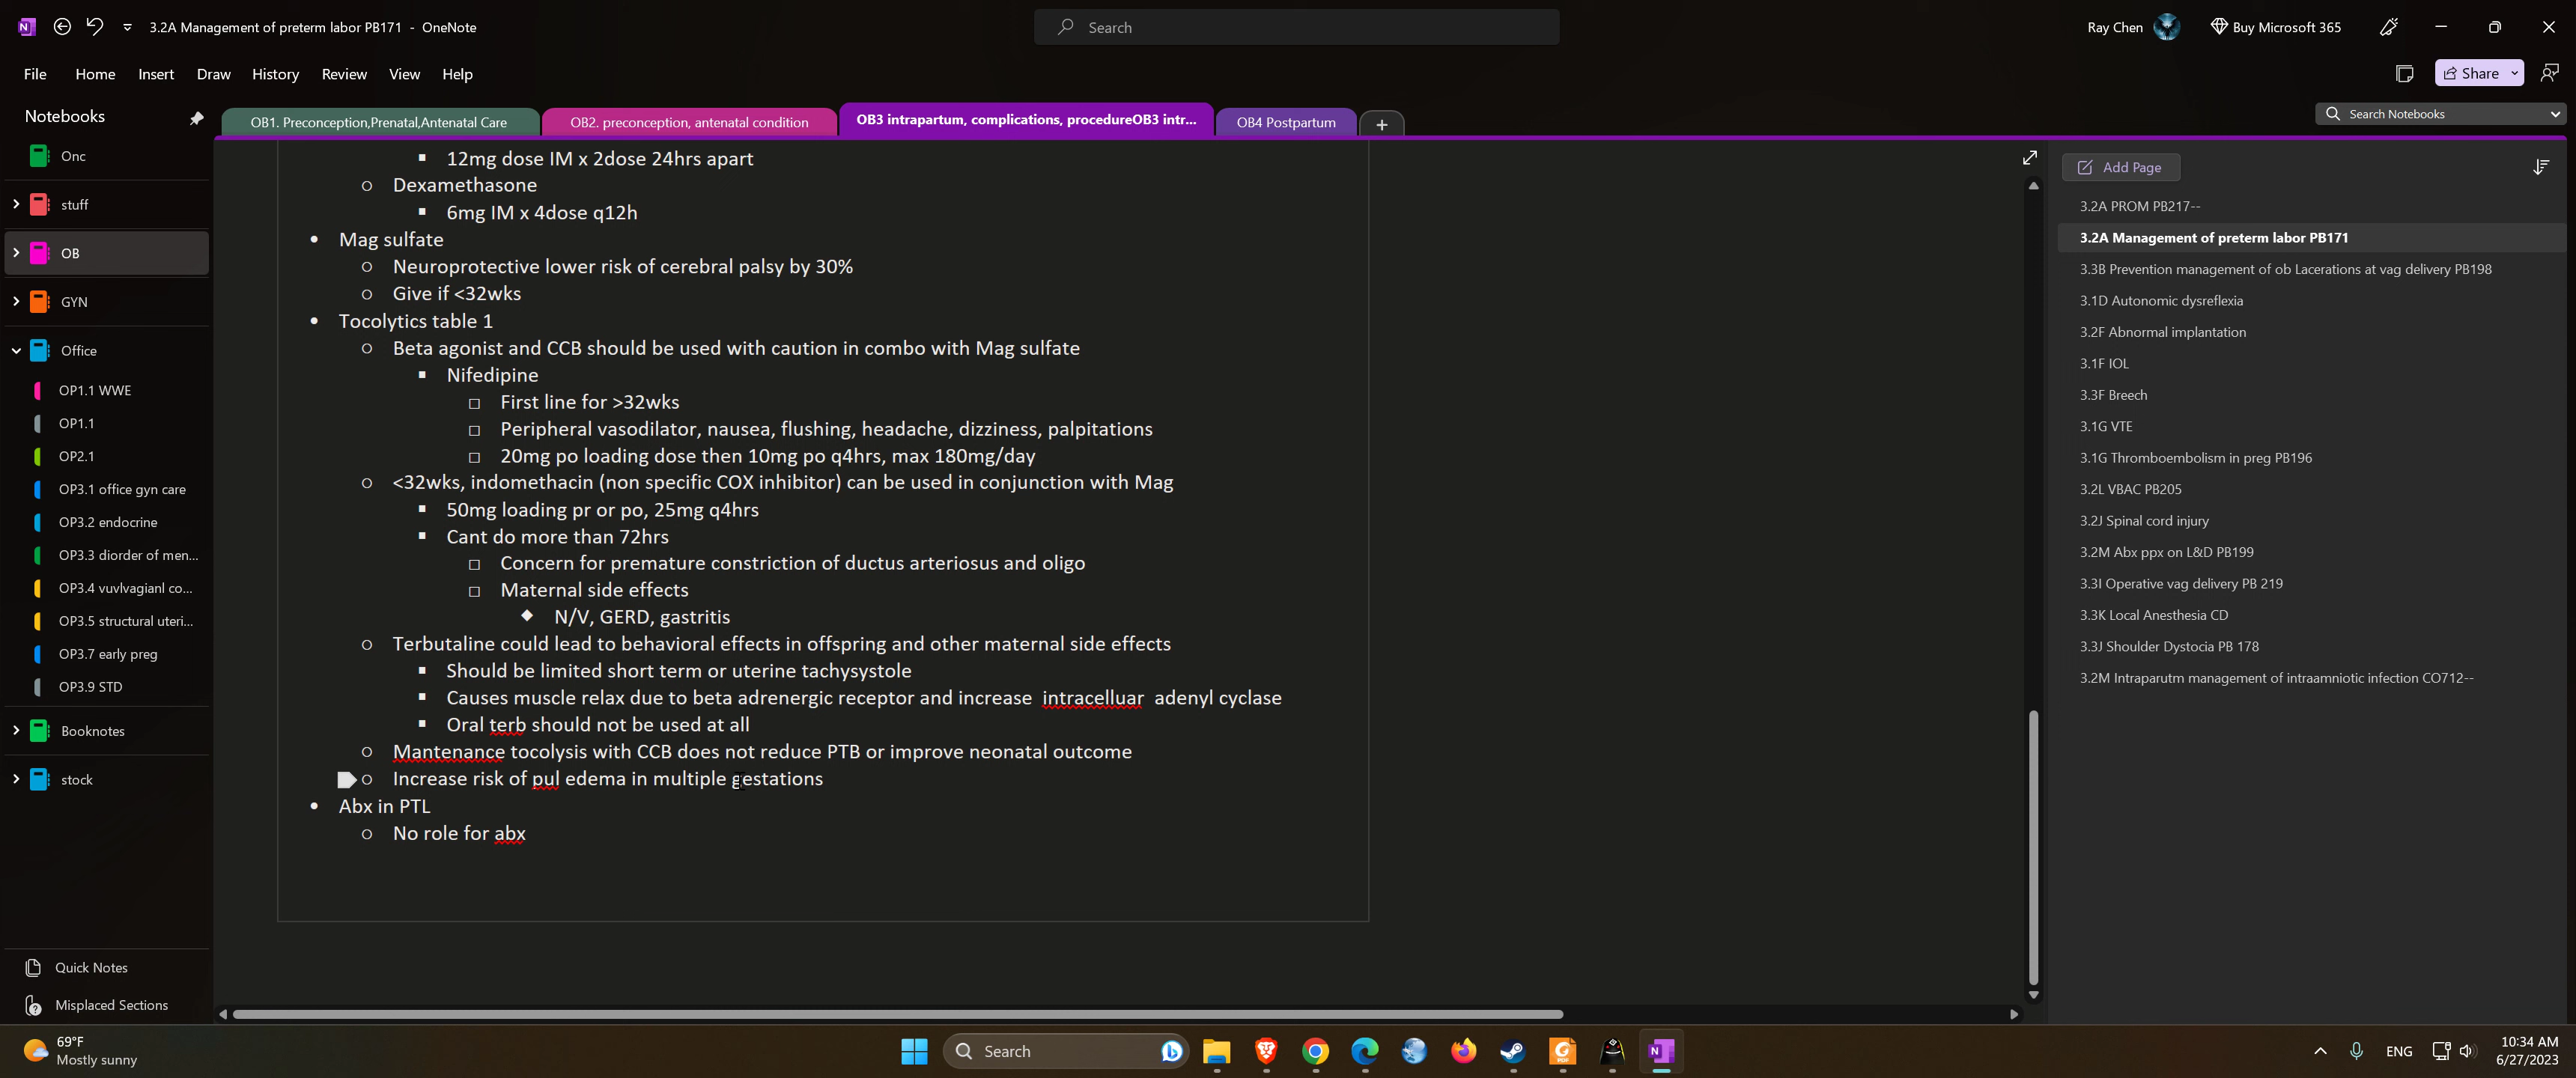 3.2A Management of preterm labor PB171 - OneNote
Search
Ray Chen
Buy Microsoft 365
File Home Insert Draw History Review View Help
Share
Notebooks
OB1. Preconception,Prenatal,Antenatal Care
OB2. preconception, antenatal condition
OB3 intrapartum, complications, procedureOB3 intr...
OB4 Postpartum
+
Search Notebooks
Onc
stuff
OB
GYN
Office
OP1.1 WWE
OP1.1
OP2.1
OP3.1 office gyn care
OP3.2 endocrine
OP3.3 diorder of men...
OP3.4 vuvlvagianl co...
OP3.5 structural uteri...
OP3.7 early preg
OP3.9 STD
Booknotes
stock
Quick Notes
Misplaced Sections
12mg dose IM x 2dose 24hrs apart
Dexamethasone
6mg IM x 4dose q12h
Mag sulfate
Neuroprotective lower risk of cerebral palsy by 30%
Give if <32wks
Tocolytics table 1
Beta agonist and CCB should be used with caution in combo with Mag sulfate
Nifedipine
First line for >32wks
Peripheral vasodilator, nausea, flushing, headache, dizziness, palpitations
20mg po loading dose then 10mg po q4hrs, max 180mg/day
<32wks, indomethacin (non specific COX inhibitor) can be used in conjunction with Mag
50mg loading pr or po, 25mg q4hrs
Cant do more than 72hrs
Concern for premature constriction of ductus arteriosus and oligo
Maternal side effects
N/V, GERD, gastritis
Terbutaline could lead to behavioral effects in offspring and other maternal side effects
Should be limited short term or uterine tachysystole
Causes muscle relax due to beta adrenergic receptor and increase intracelluar adenyl cyclase
Oral terb should not be used at all
Mantenance tocolysis with CCB does not reduce PTB or improve neonatal outcome
Increase risk of pul edema in multiple gestations
Abx in PTL
No role for abx
Add Page
3.2A PROM PB217--
3.2A Management of preterm labor PB171
3.3B Prevention management of ob Lacerations at vag delivery PB198
3.1D Autonomic dysreflexia
3.2F Abnormal implantation
3.1F IOL
3.3F Breech
3.1G VTE
3.1G Thromboembolism in preg PB196
3.2L VBAC PB205
3.2J Spinal cord injury
3.2M Abx ppx on L&D PB199
3.3I Operative vag delivery PB 219
3.3K Local Anesthesia CD
3.3J Shoulder Dystocia PB 178
3.2M Intraparutm management of intraamniotic infection CO712--
69°F
Mostly sunny
Search
PDF
ENG
10:34 AM
6/27/2023